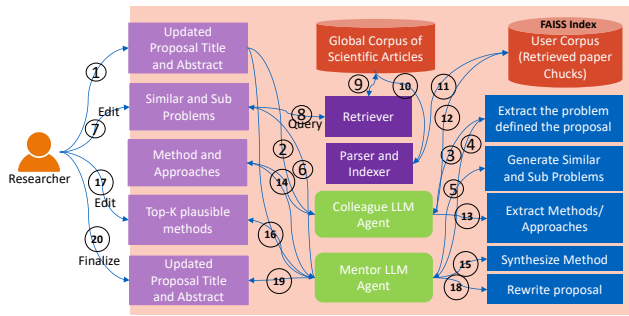 FAISS Index
Updated
Proposal Title
and Abstract
Global Corpus of
Scientific Articles
User Corpus
(Retrieved paper
Chucks)
1
9
10
11
12
Edit
7
Similar and Sub
Problems
8
Query
Retriever
Extract the problem
defined the proposal
Researcher
2
3
4
Method and
Approaches
14
6
Parser and
Indexer
5
Generate Similar
and Sub Problems
17
Edit
Top-K plausible
methods
16
Colleague LLM
Agent
13
Extract Methods/
Approaches
20
Finalize
Updated
Proposal Title
and Abstract
19
Mentor LLM
Agent
15
Synthesize Method
18
Rewrite proposal